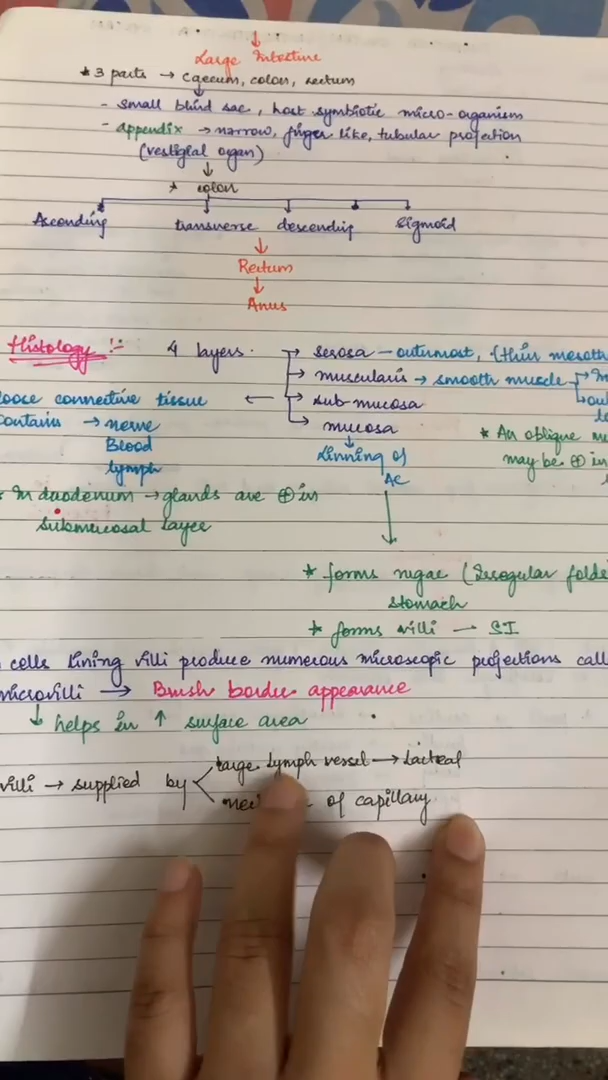 Large Intestine
* 3 parts → Caecum, colon, rectum
- small blind sac, host symbiotic micro-organism
- appendix → narrow, finger like, tubular projection
(vestigial organ)
* colon
Ascending transverse descending Sigmoid
Rectum
Anus
Histology :- 4 layers. → serosa - outermost, (thin mesoth
→ muscularis → smooth muscle
oose connective tissue ← → sub-mucosa
contains → nerve → mucosa
Blood
lymph
Linning of
AC
* An oblique mu
may be ⊕ in
* In duodenum → glands are ⊕ in
submucosal layer
* forms rugae (Irregular folds
stomach
* forms villi - SI
cells lining villi produce numerous microscopic projections call
microvilli → Brush border appearance
↓ helps in ↑ surface area
villi → supplied by < large lymph vessel → Lacteal
of capillary